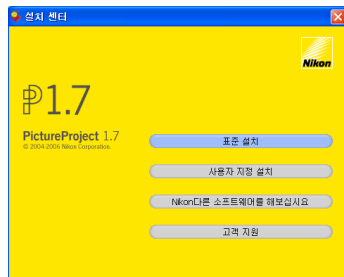 설치 센터
Nikon
P1.7
PictureProject 1.7
© 2004-2006 Nikon Corporation.
표준 설치
사용자 지정 설치
Nikon다른 소프트웨어를 해보십시요
고객 지원